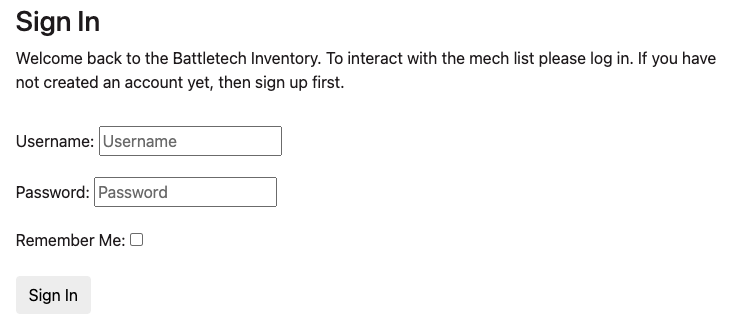 Sign In
Welcome back to the Battletech Inventory. To interact with the mech list please log in. If you have
not created an account yet, then sign up first.
Username: Username
Password: Password
Remember Me:
Sign In